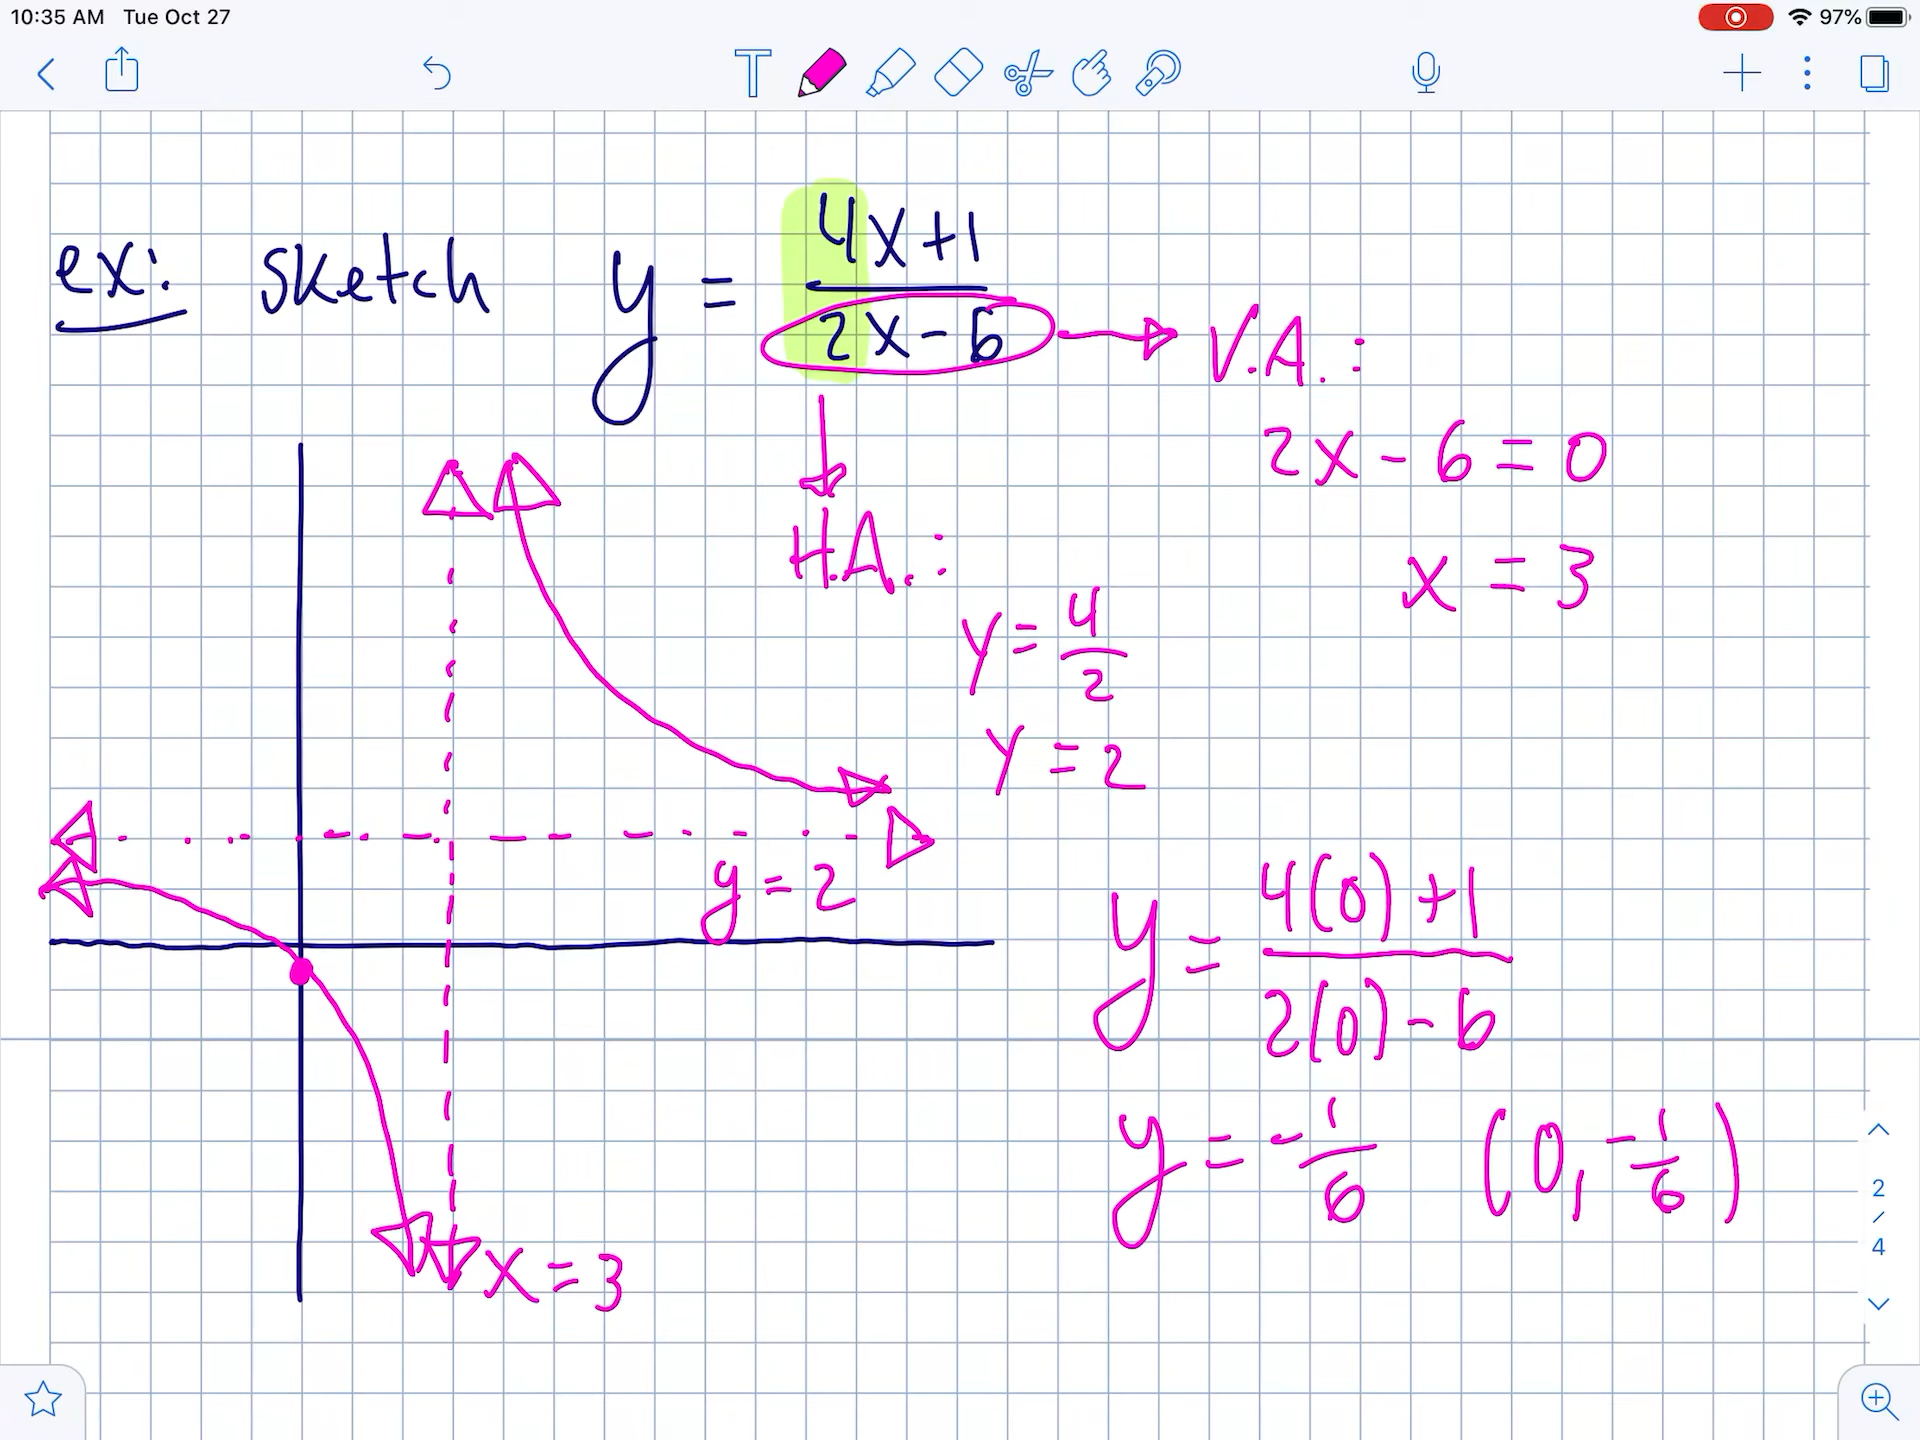 10:35 AM Tue Oct 27
97%
T
ex: sketch y = (4x+1)/(2x-6)
V.A.:
2x-6=0
x=3
H.A.:
y=4/2
y=2
y=2
y=(4(0)+1)/(2(0)-6)
y=-1/6 (0,-1/6)
x=3
2
/
4